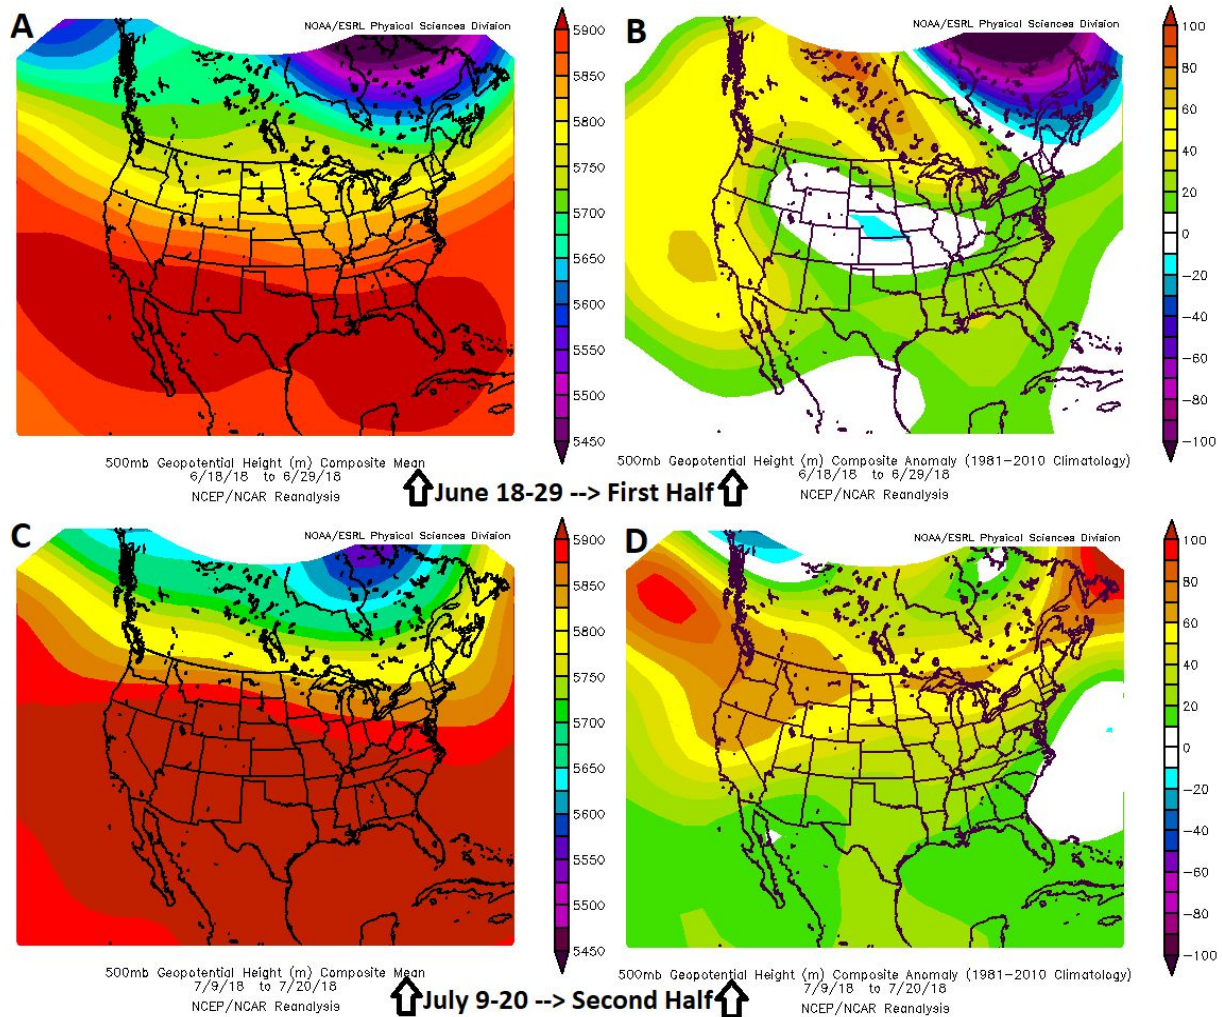 A
NOAA/ESRL Physical Sciences Division
5900
5850
5800
5750
5700
5650
5600
5550
5500
5450
500mb Geopotential Height (m) Composite Mean
6/18/18 to 6/29/18
NCEP/NCAR Reanalysis
B
NOAA/ESRL Physical Sciences Division
100
80
60
40
20
0
−20
−40
−60
−80
−100
500mb Geopotential Height (m) Composite Anomaly (1981-2010 Climatology)
6/18/18 to 6/29/18
NCEP/NCAR Reanalysis
June 18-29 --> First Half
C
NOAA/ESRL Physical Sciences Division
5900
5850
5800
5750
5700
5650
5600
5550
5500
5450
500mb Geopotential Height (m) Composite Mean
7/9/18 to 7/20/18
NCEP/NCAR Reanalysis
D
NOAA/ESRL Physical Sciences Division
100
80
60
40
20
0
−20
−40
−60
−80
−100
500mb Geopotential Height (m) Composite Anomaly (1981-2010 Climatology)
7/9/18 to 7/20/18
NCEP/NCAR Reanalysis
July 9-20 --> Second Half